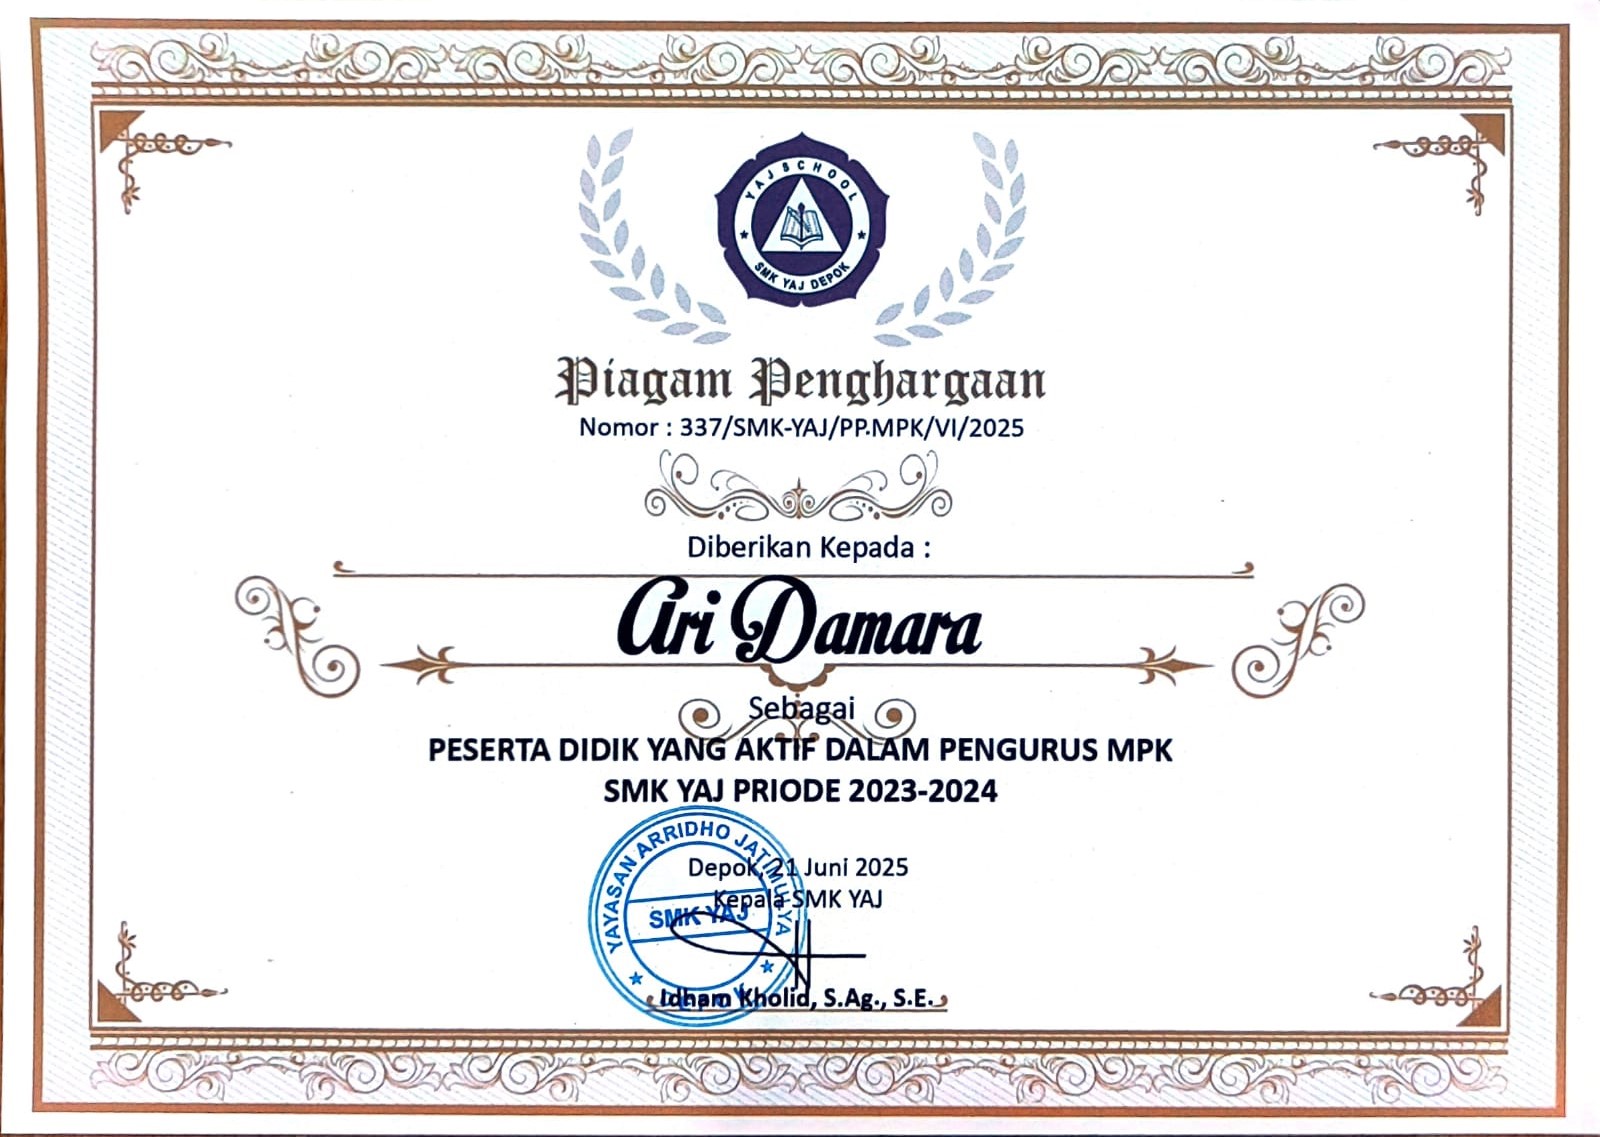 YAJ SCHOOL
SMK YAJ DEPOK
Piagam Penghargaan
Nomor : 337/SMK-YAJ/PP.MPK/VI/2025
Diberikan Kepada :
Ari Damara
Sebagai
PESERTA DIDIK YANG AKTIF DALAM PENGURUS MPK
SMK YAJ PRIODE 2023-2024
Depok, 21 Juni 2025
Kepala SMK YAJ
YAYASAN ARRIDHO JATIMULYA
SMK YAJ
DEPOK
Idham Kholid, S.Ag., S.E.